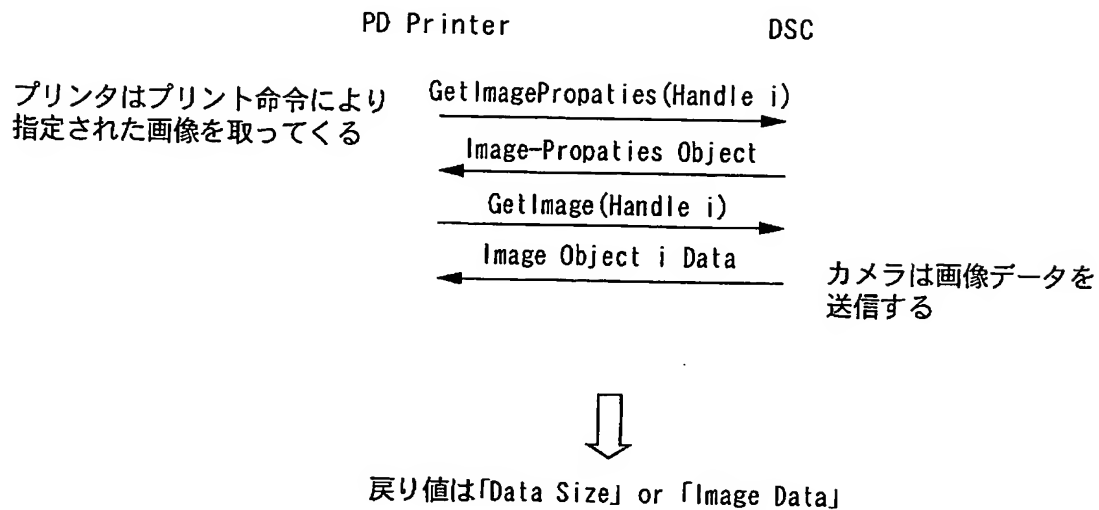 PD Printer DSC
プリンタはプリント命令により
指定された画像を取ってくる
GetImagePropaties(Handle i)
Image-Propaties Object
GetImage(Handle i)
Image Object i Data
カメラは画像データを
送信する
戻り値は「Data Size」 or 「Image Data」